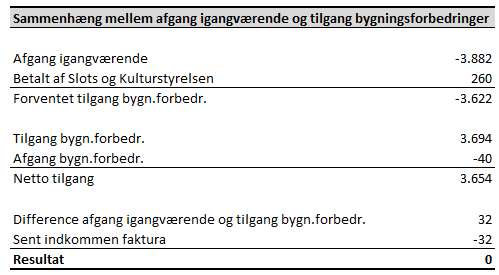 Sammenhæng mellem afgang igangværende og tilgang bygningsforbedringer
Afgang igangværende -3.882
Betalt af Slots og Kulturstyrelsen 260
Forventet tilgang bygn.forbedr. -3.622
Tilgang bygn.forbedr. 3.694
Afgang bygn.forbedr. -40
Netto tilgang 3.654
Difference afgang igangværende og tilgang bygn.forbedr. 32
Sent indkommen faktura -32
Resultat 0